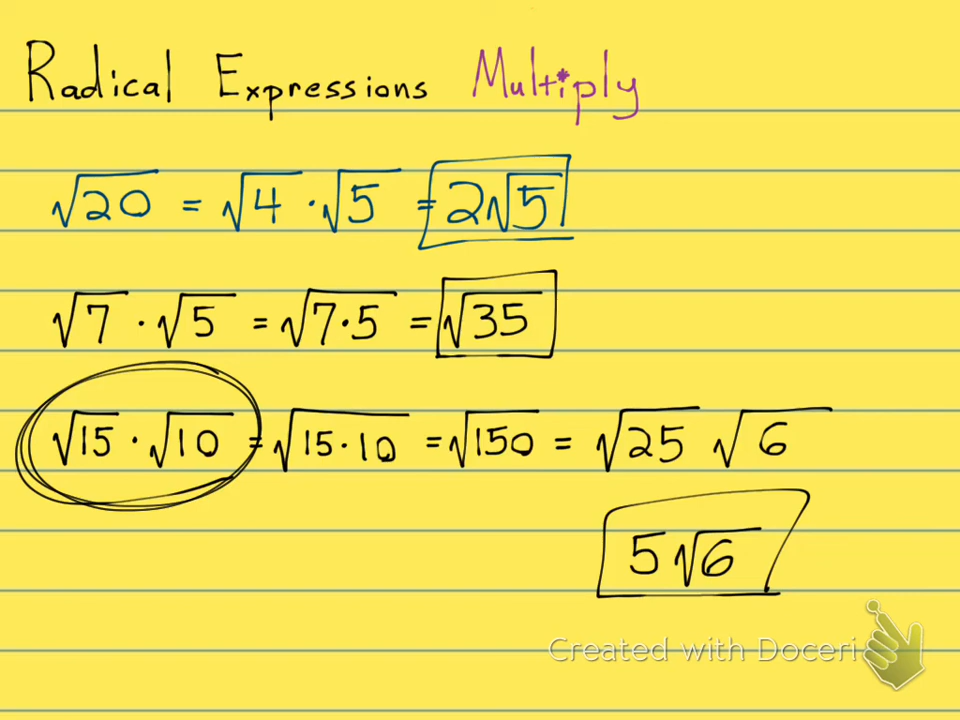 Radical Expressions Multiply
√20 = √4 · √5 = 2√5
√7 · √5 = √7·5 = √35
√15 · √10 = √15·10 = √150 = √25 √6
5√6
Created with Doceri